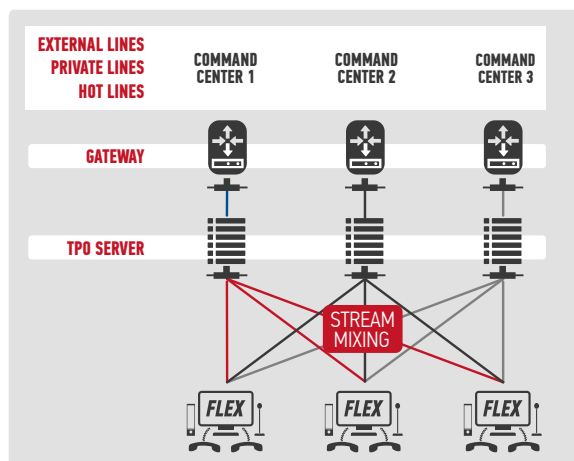 EXTERNAL LINES
PRIVATE LINES
HOT LINES
COMMAND
CENTER 1
COMMAND
CENTER 2
COMMAND
CENTER 3
GATEWAY
TPO SERVER
STREAM
MIXING
FLEX
FLEX
FLEX